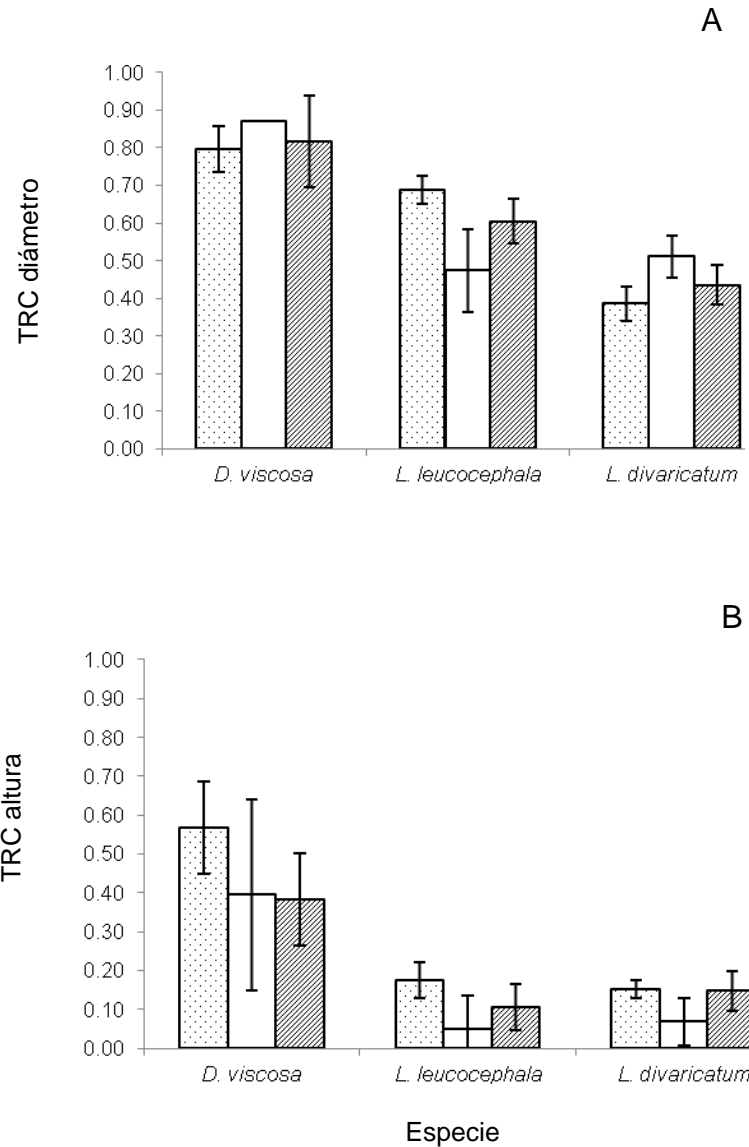 A
TRC diámetro
1.00
0.90
0.80
0.70
0.60
0.50
0.40
0.30
0.20
0.10
0.00
D. viscosa
L. leucocephala
L. divaricatum
B
TRC altura
1.00
0.90
0.80
0.70
0.60
0.50
0.40
0.30
0.20
0.10
0.00
D. viscosa
L. leucocephala
L. divaricatum
Especie